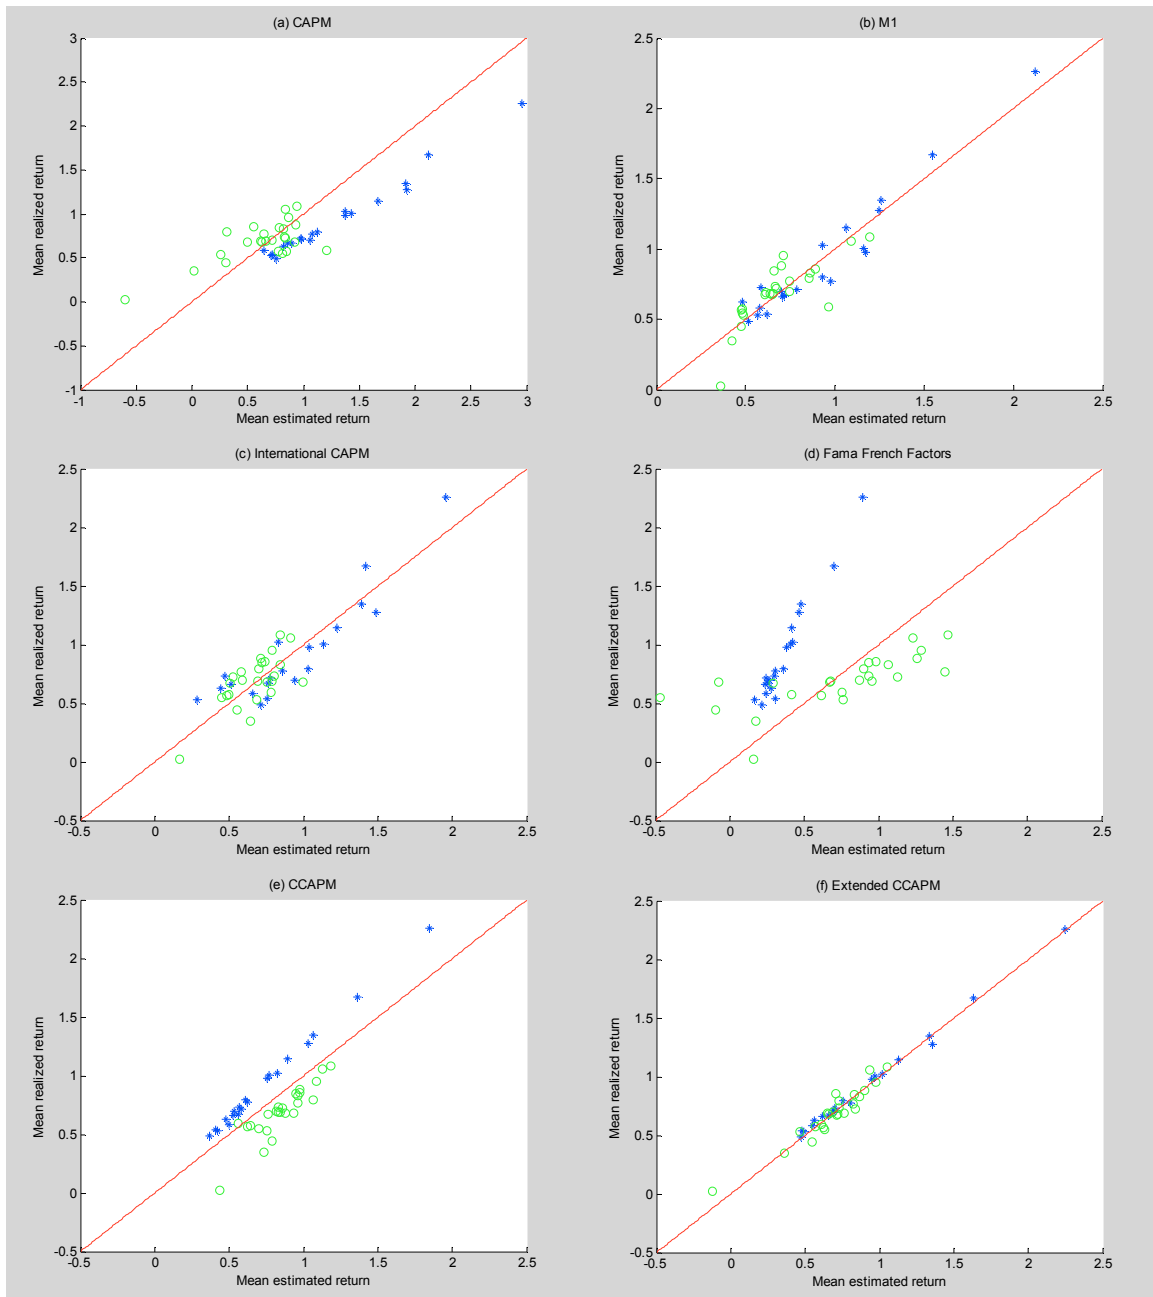 (a) CAPM
3
2.5
2
1.5
1
0.5
0
-0.5
-1
-1 -0.5 0 0.5 1 1.5 2 2.5 3
Mean estimated return
Mean realized return
(b) M1
2.5
2
1.5
1
0.5
0
0 0.5 1 1.5 2 2.5
Mean estimated return
Mean realized return
(c) International CAPM
2.5
2
1.5
1
0.5
0
-0.5
-0.5 0 0.5 1 1.5 2 2.5
Mean estimated return
Mean realized return
(d) Fama French Factors
2.5
2
1.5
1
0.5
0
-0.5
-0.5 0 0.5 1 1.5 2 2.5
Mean estimated return
Mean realized return
(e) CCAPM
2.5
2
1.5
1
0.5
0
-0.5
-0.5 0 0.5 1 1.5 2 2.5
Mean estimated return
Mean realized return
(f) Extended CCAPM
2.5
2
1.5
1
0.5
0
-0.5
-0.5 0 0.5 1 1.5 2 2.5
Mean estimated return
Mean realized return